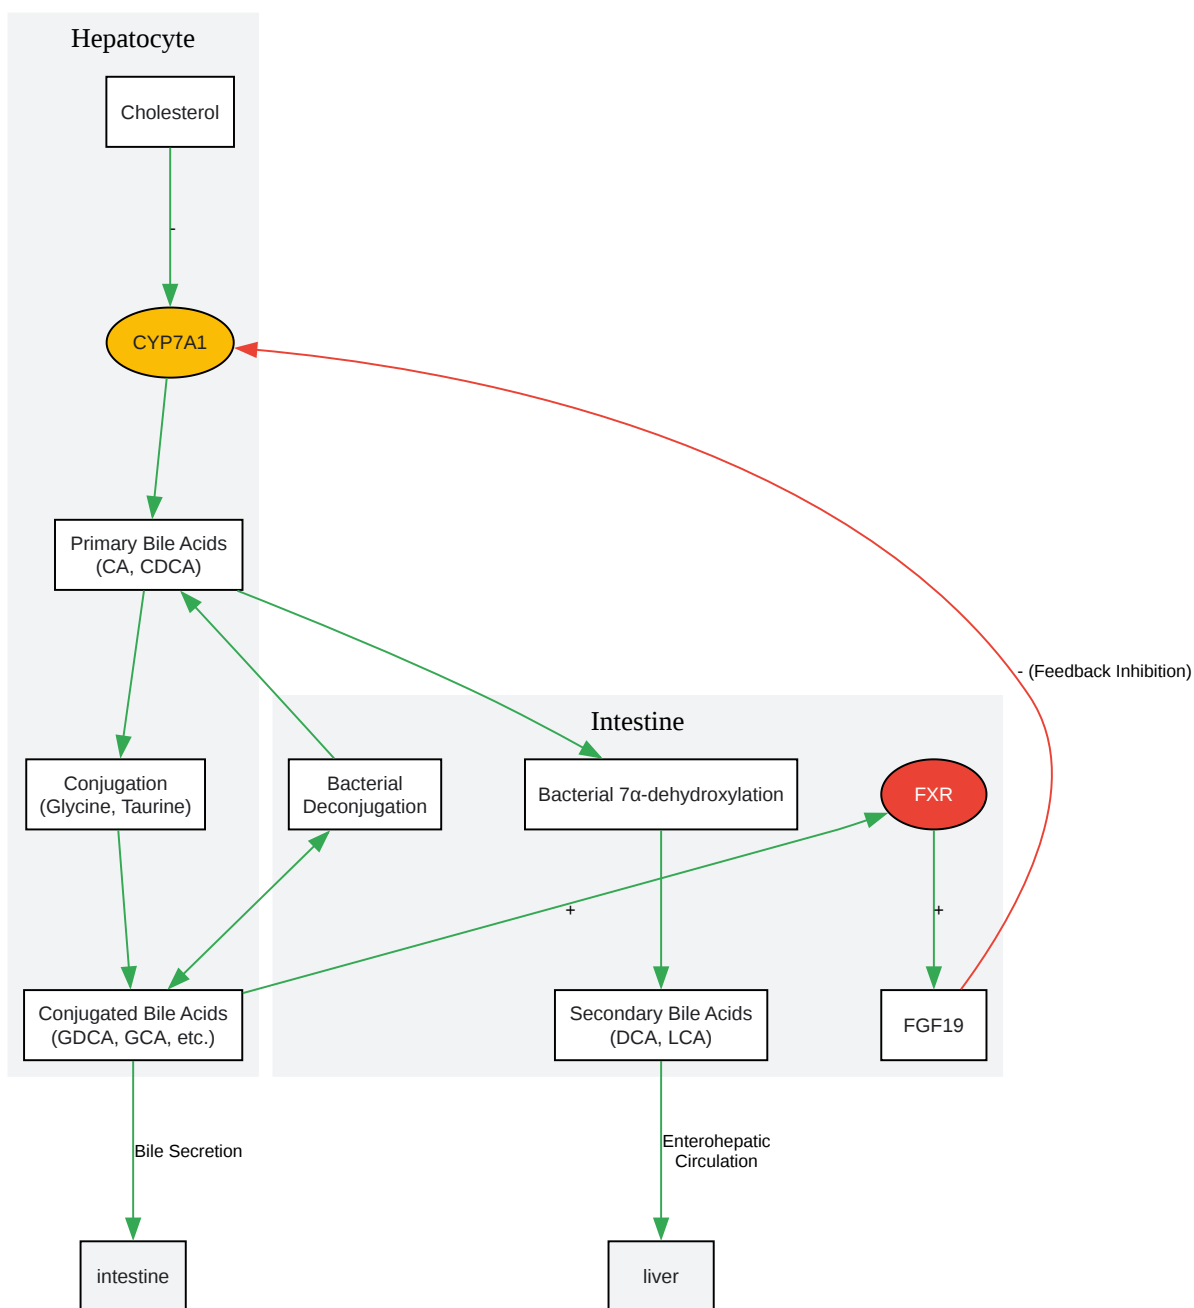 Hepatocyte
Cholesterol
-
CYP7A1
Primary Bile Acids
(CA, CDCA)
- (Feedback Inhibition)
Intestine
Conjugation
(Glycine, Taurine)
Bacterial
Deconjugation
Bacterial 7α-dehydroxylation
FXR
+
+
Conjugated Bile Acids
(GDCA, GCA, etc.)
Secondary Bile Acids
(DCA, LCA)
FGF19
Bile Secretion
Enterohepatic
Circulation
intestine
liver